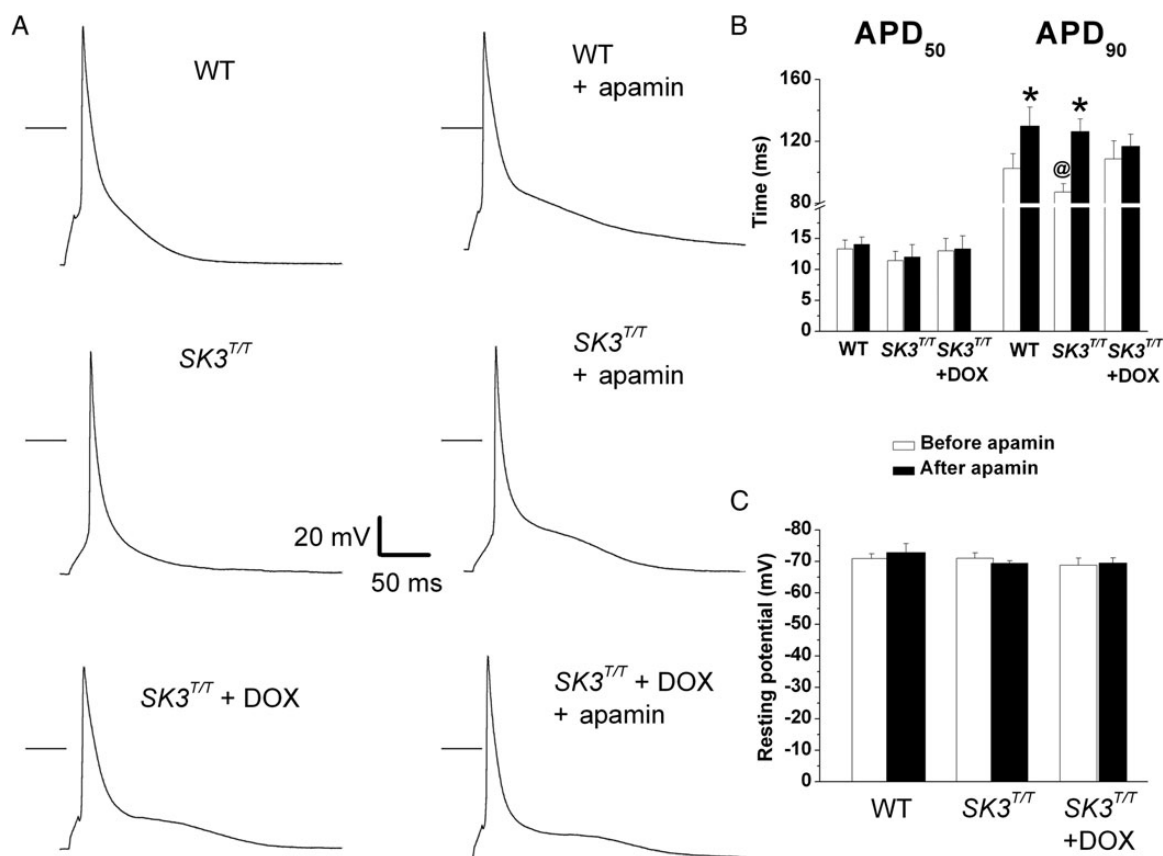 A
WT
WT
+ apamin
SK3^T/T
SK3^T/T
+ apamin
20 mV
50 ms
SK3^T/T + DOX
SK3^T/T + DOX
+ apamin
B
APD50 APD90
Time (ms)
160
120
80
15
10
5
0
* *
@
WT SK3^T/T SK3^T/T WT SK3^T/T SK3^T/T
+DOX +DOX
Before apamin
After apamin
C
Resting potential (mV)
-80
-70
-60
-50
-40
-30
-20
-10
0
WT SK3^T/T SK3^T/T
+DOX